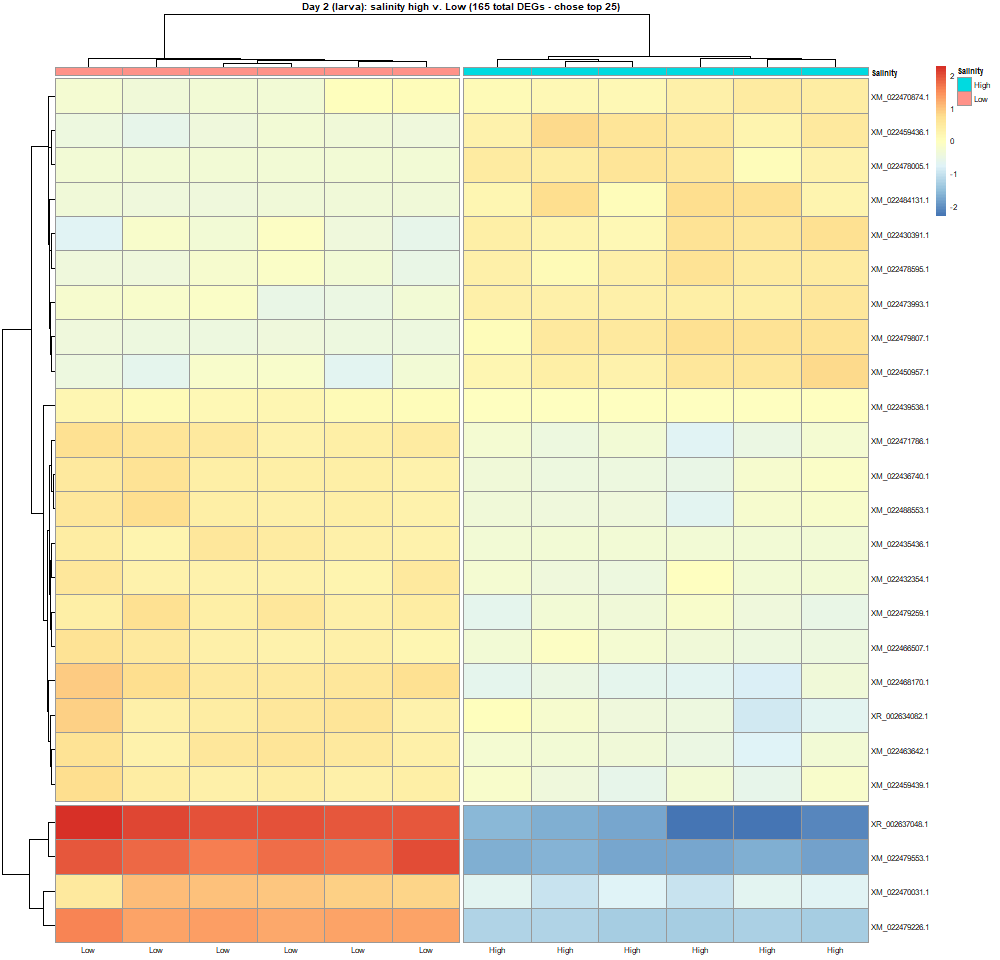 Day 2 (larva): salinity high v. Low (165 total DEGs - chose top 25)
Salinity
XM_022470874.1
XM_022459436.1
XM_022478005.1
XM_022484131.1
XM_022430391.1
XM_022478595.1
XM_022473993.1
XM_022479807.1
XM_022450957.1
XM_022439538.1
XM_022471786.1
XM_022436740.1
XM_022488553.1
XM_022435436.1
XM_022432354.1
XM_022479259.1
XM_022466507.1
XM_022468170.1
XR_002634082.1
XM_022463642.1
XM_022459439.1
XR_002637048.1
XM_022479553.1
XM_022470031.1
XM_022479226.1
Low Low Low Low Low Low High High High High High High
2
1
0
-1
-2
Salinity
High
Low